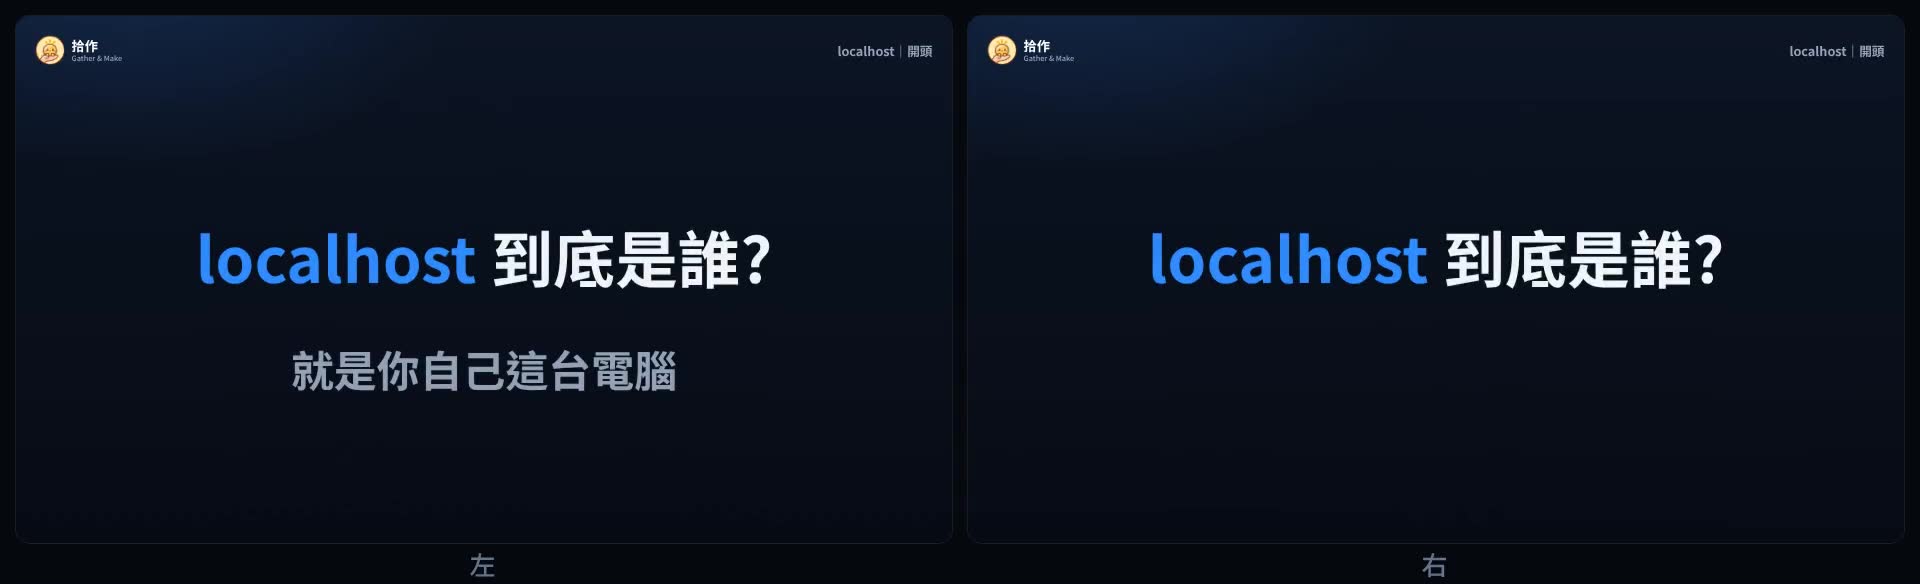 拾作
Gather & Make
localhost｜開頭
localhost 到底是誰?
就是你自己這台電腦
左
拾作
Gather & Make
localhost｜開頭
localhost 到底是誰?
右